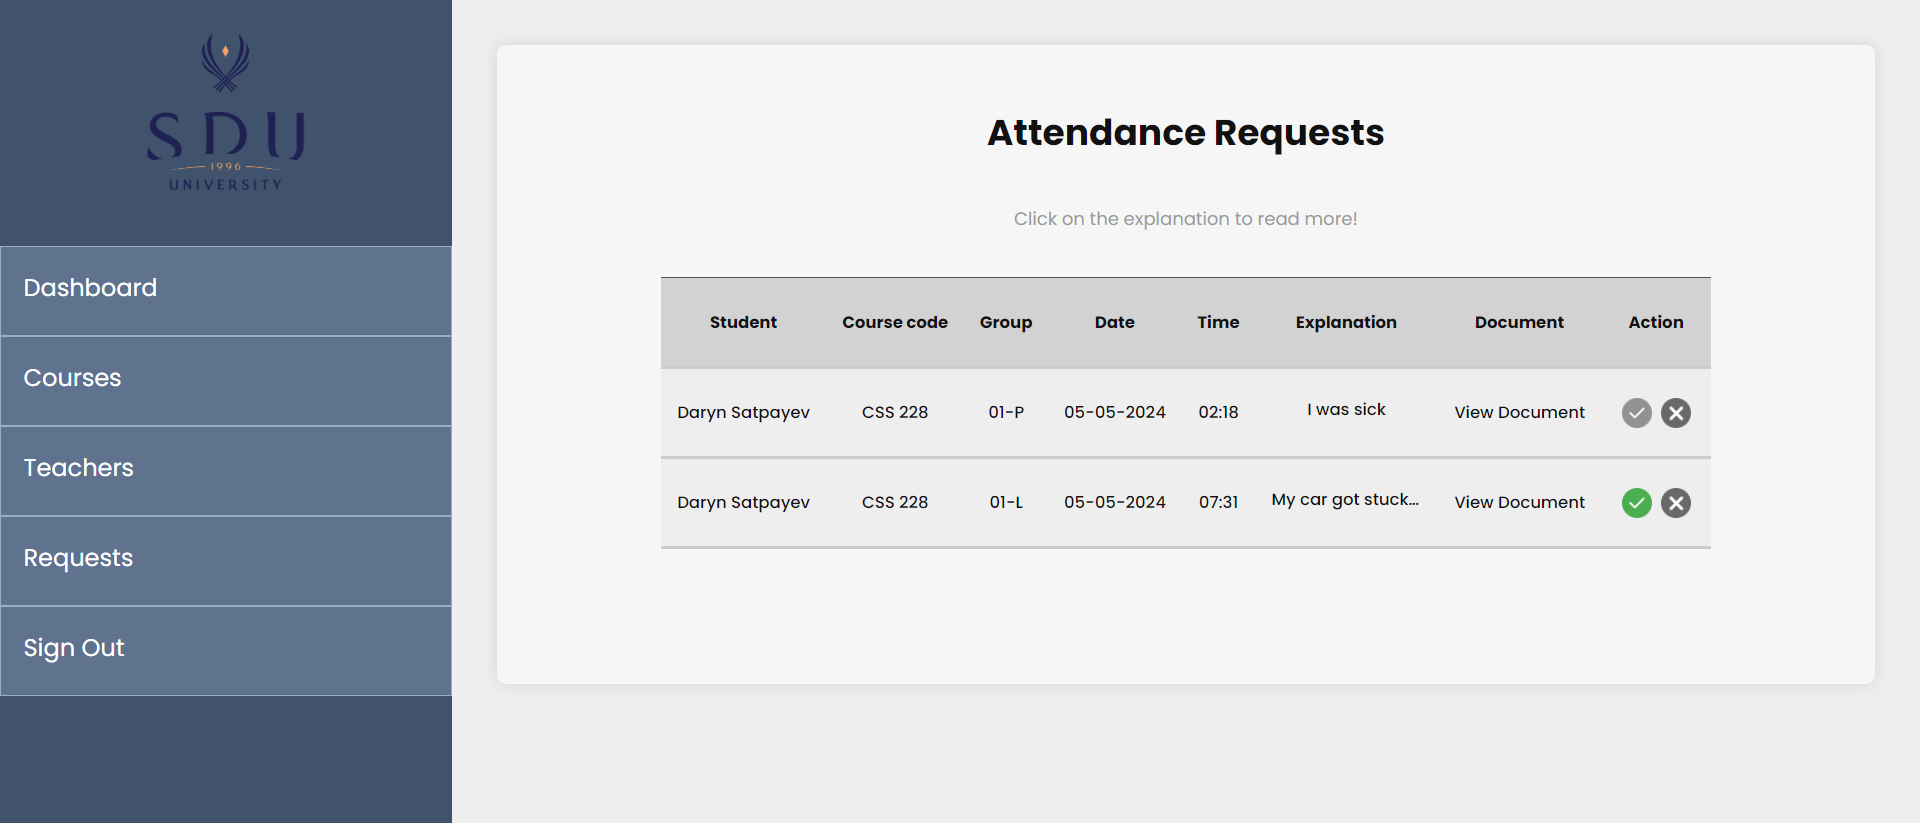 SDU
1996
UNIVERSITY
Dashboard
Courses
Teachers
Requests
Sign Out
Attendance Requests
Click on the explanation to read more!
Student Course code Group Date Time Explanation Document Action
Daryn Satpayev CSS 228 01-P 05-05-2024 02:18 I was sick View Document
Daryn Satpayev CSS 228 01-L 05-05-2024 07:31 My car got stuck... View Document